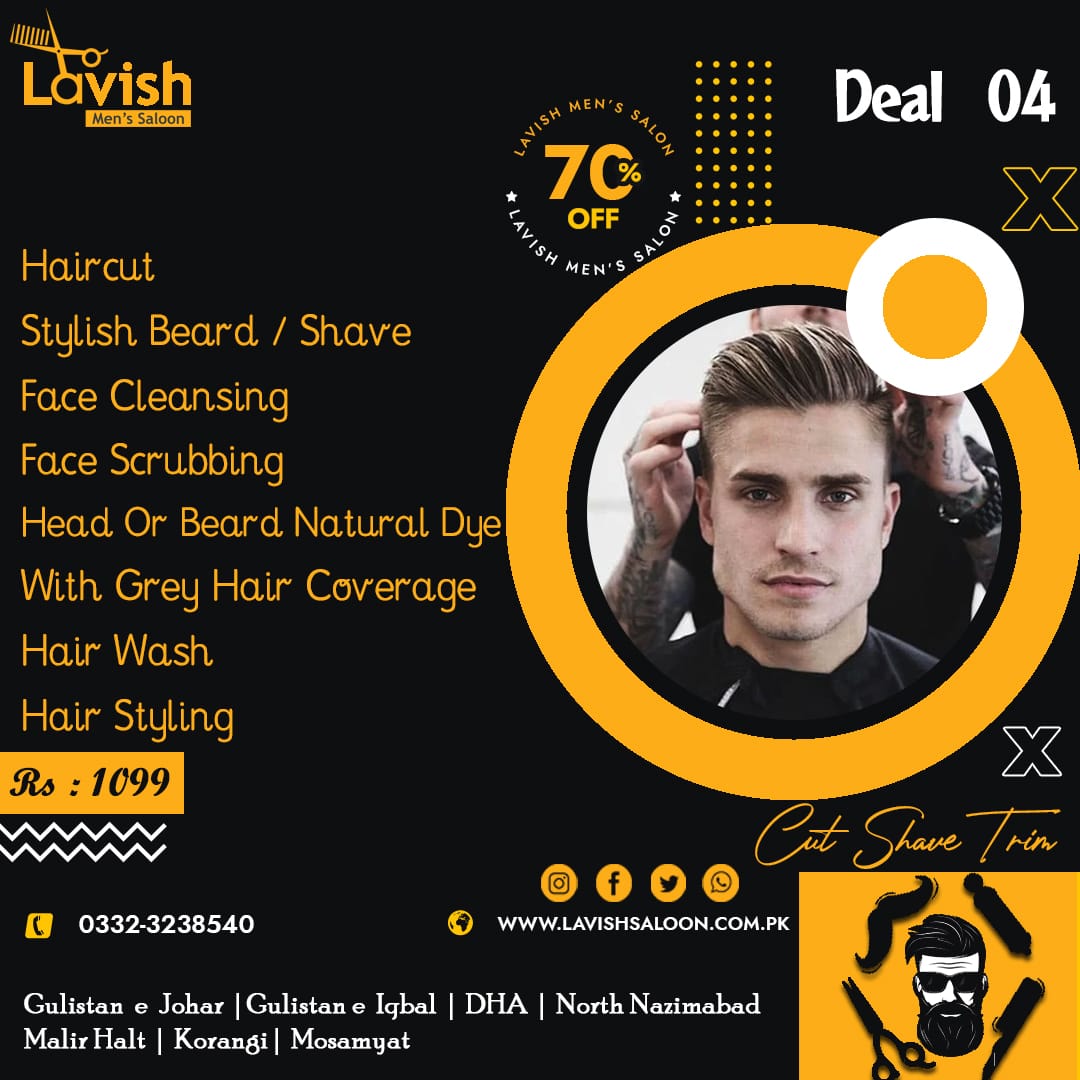 Lavish
Men's Saloon
Deal 04
LAVISH MEN'S SALON
70%
OFF
LAVISH MEN'S SALON
Haircut
Stylish Beard / Shave
Face Cleansing
Face Scrubbing
Head Or Beard Natural Dye
With Grey Hair Coverage
Hair Wash
Hair Styling
Rs : 1099
Cut Shave Trim
0332-3238540
WWW.LAVISHSALOON.COM.PK
Gulistan e Johar | Gulistan e Iqbal | DHA | North Nazimabad
Malir Halt | Korangi | Mosamyat